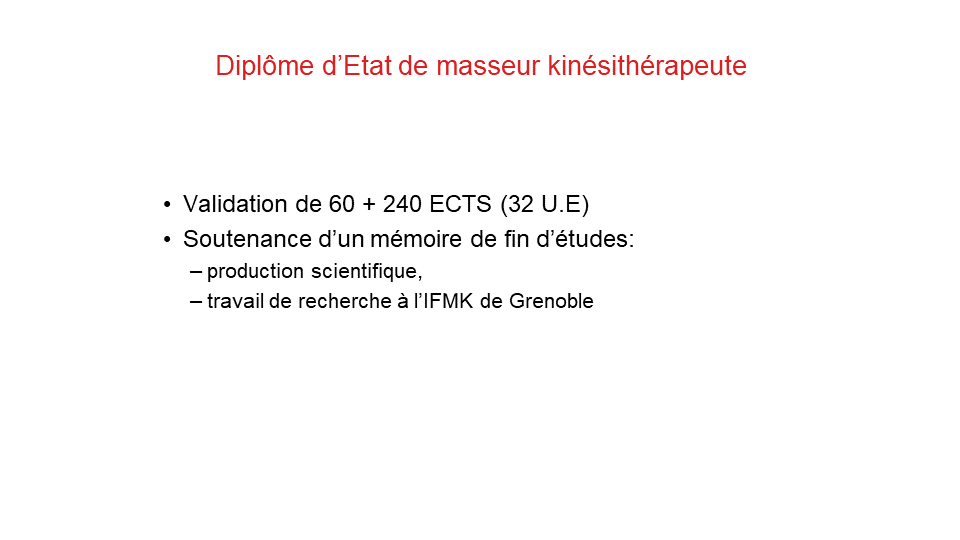 Diplôme d’Etat de masseur kinésithérapeute
• Validation de 60 + 240 ECTS (32 U.E)
• Soutenance d’un mémoire de fin d’études:
– production scientifique,
– travail de recherche à l’IFMK de Grenoble